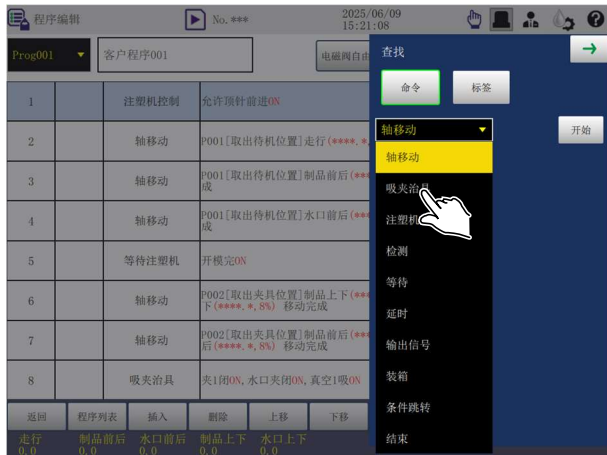 程序编辑
No. ***
2025/06/09
15:21:08
Prog001
客户程序001
电磁阀自由
查找
命令
标签
轴移动
开始
轴移动
吸夹治具
注塑机
检测
等待
延时
输出信号
装箱
条件跳转
结束
1 注塑机控制 允许顶针前进ON
2 轴移动 P001[取出待机位置]走行(****.*,
3 轴移动 P001[取出待机位置]制品前后(***
成
4 轴移动 P001[取出待机位置]水口前后(***
成
5 等待注塑机 开模完ON
6 轴移动 P002[取出夹具位置]制品上下(***
下(****.*,8%) 移动完成
7 轴移动 P002[取出夹具位置]制品前后(***
后(****.*,8%) 移动完成
8 吸夹治具 夹1闭ON,水口夹闭ON,真空1吸ON
返回 程序列表 插入 删除 上移 下移
走行 制品前后 水口前后 制品上下 水口上下
0.0 0.0 0.0 0.0 0.0